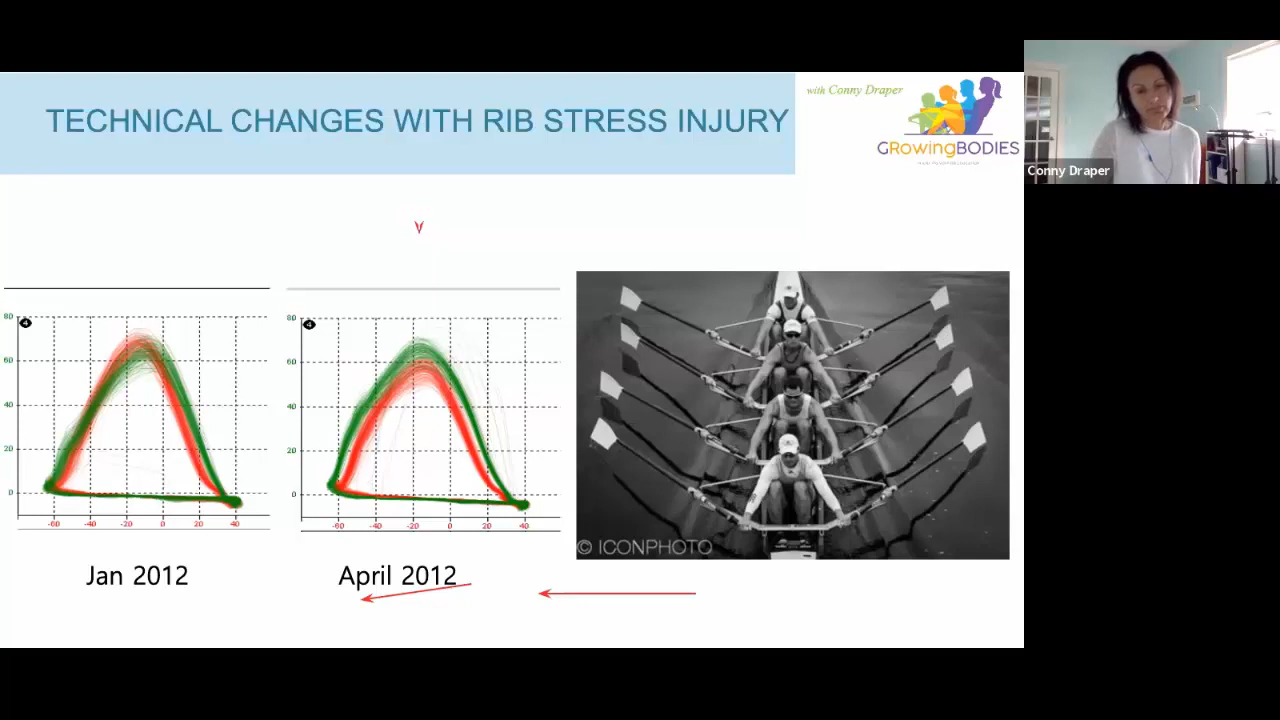 TECHNICAL CHANGES WITH RIB STRESS INJURY
with Conny Draper
GRowingBODIES
Conny Draper
80
60
40
20
0
-60 -40 -20 0 20 40
4
Jan 2012
80
60
40
20
0
-60 -40 -20 0 20 40
4
April 2012
© ICONPHOTO